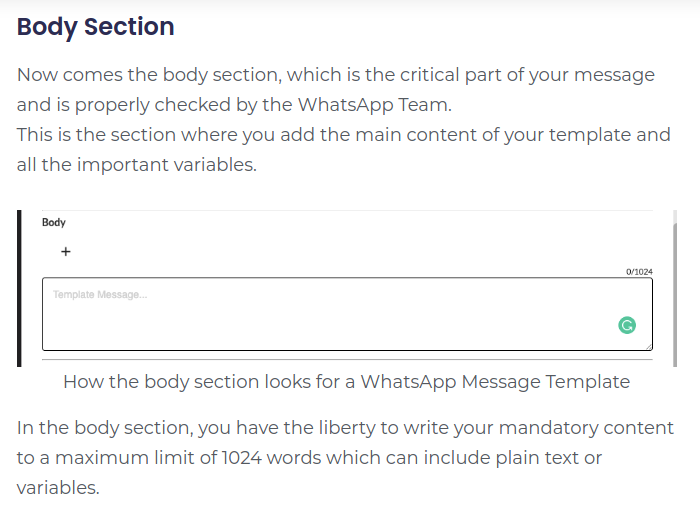 Body Section
Now comes the body section, which is the critical part of your message
and is properly checked by the WhatsApp Team.
This is the section where you add the main content of your template and
all the important variables.
Body
+
0/1024
Template Message...
How the body section looks for a WhatsApp Message Template
In the body section, you have the liberty to write your mandatory content
to a maximum limit of 1024 words which can include plain text or
variables.